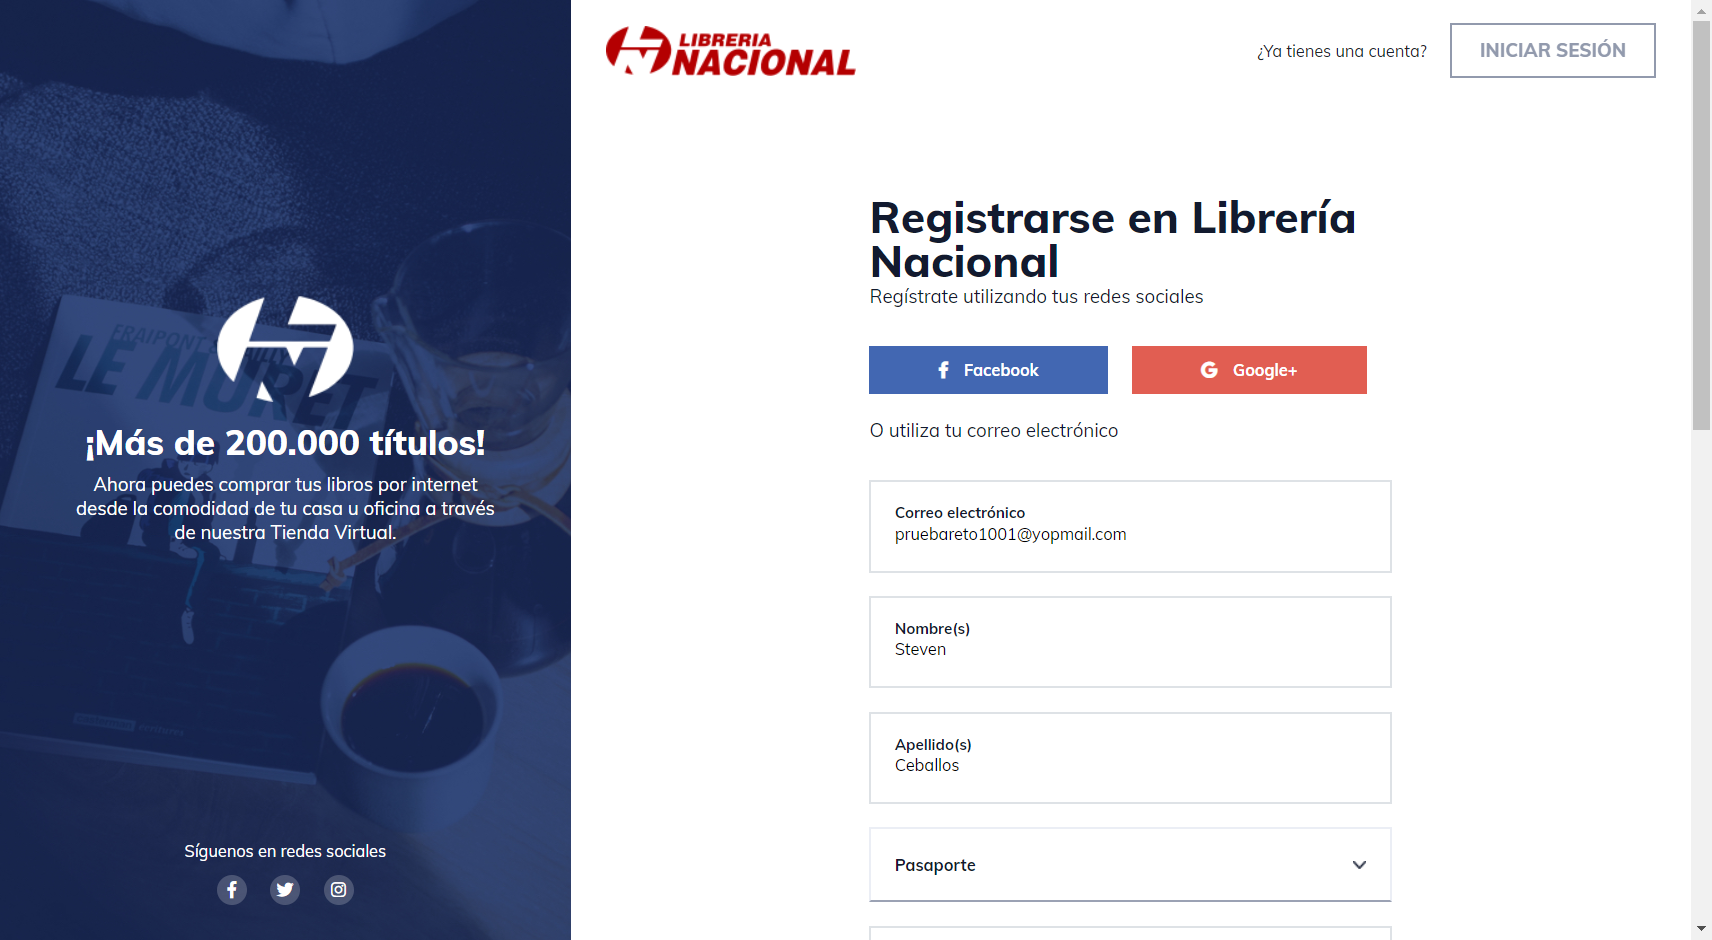 LIBRERIA
NACIONAL
¿Ya tienes una cuenta?
INICIAR SESIÓN
Registrarse en Librería
Nacional
Regístrate utilizando tus redes sociales
Facebook
Google+
O utiliza tu correo electrónico
Correo electrónico
pruebareto1001@yopmail.com
Nombre(s)
Steven
Apellido(s)
Ceballos
Pasaporte
FRAIPONT
LE MURET
¡Más de 200.000 títulos!
Ahora puedes comprar tus libros por internet
desde la comodidad de tu casa u oficina a través
de nuestra Tienda Virtual.
Síguenos en redes sociales